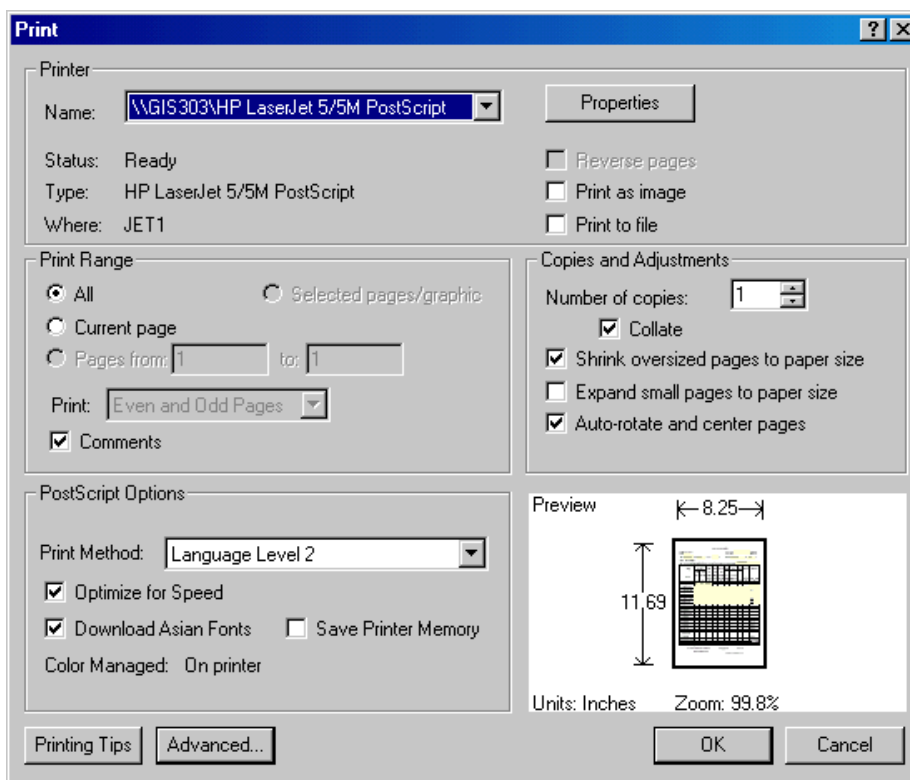 Print
Printer
Name: \\GIS303\HP LaserJet 5/5M PostScript Properties
Status: Ready Reverse pages
Type: HP LaserJet 5/5M PostScript Print as image
Where: JET1 Print to file
Print Range
All Selected pages/graphic
Current page
Pages from: 1 to: 1
Print: Even and Odd Pages
Comments
Copies and Adjustments
Number of copies: 1
Collate
Shrink oversized pages to paper size
Expand small pages to paper size
Auto-rotate and center pages
PostScript Options
Print Method: Language Level 2
Optimize for Speed
Download Asian Fonts Save Printer Memory
Color Managed: On printer
Preview
8.25
11.69
Units: Inches Zoom: 99.8%
Printing Tips Advanced... OK Cancel